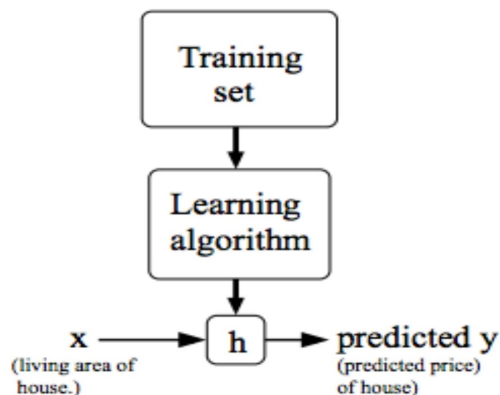 Training
set
Learning
algorithm
x
h
predicted y
(living area of
house.)
(predicted price)
of house)